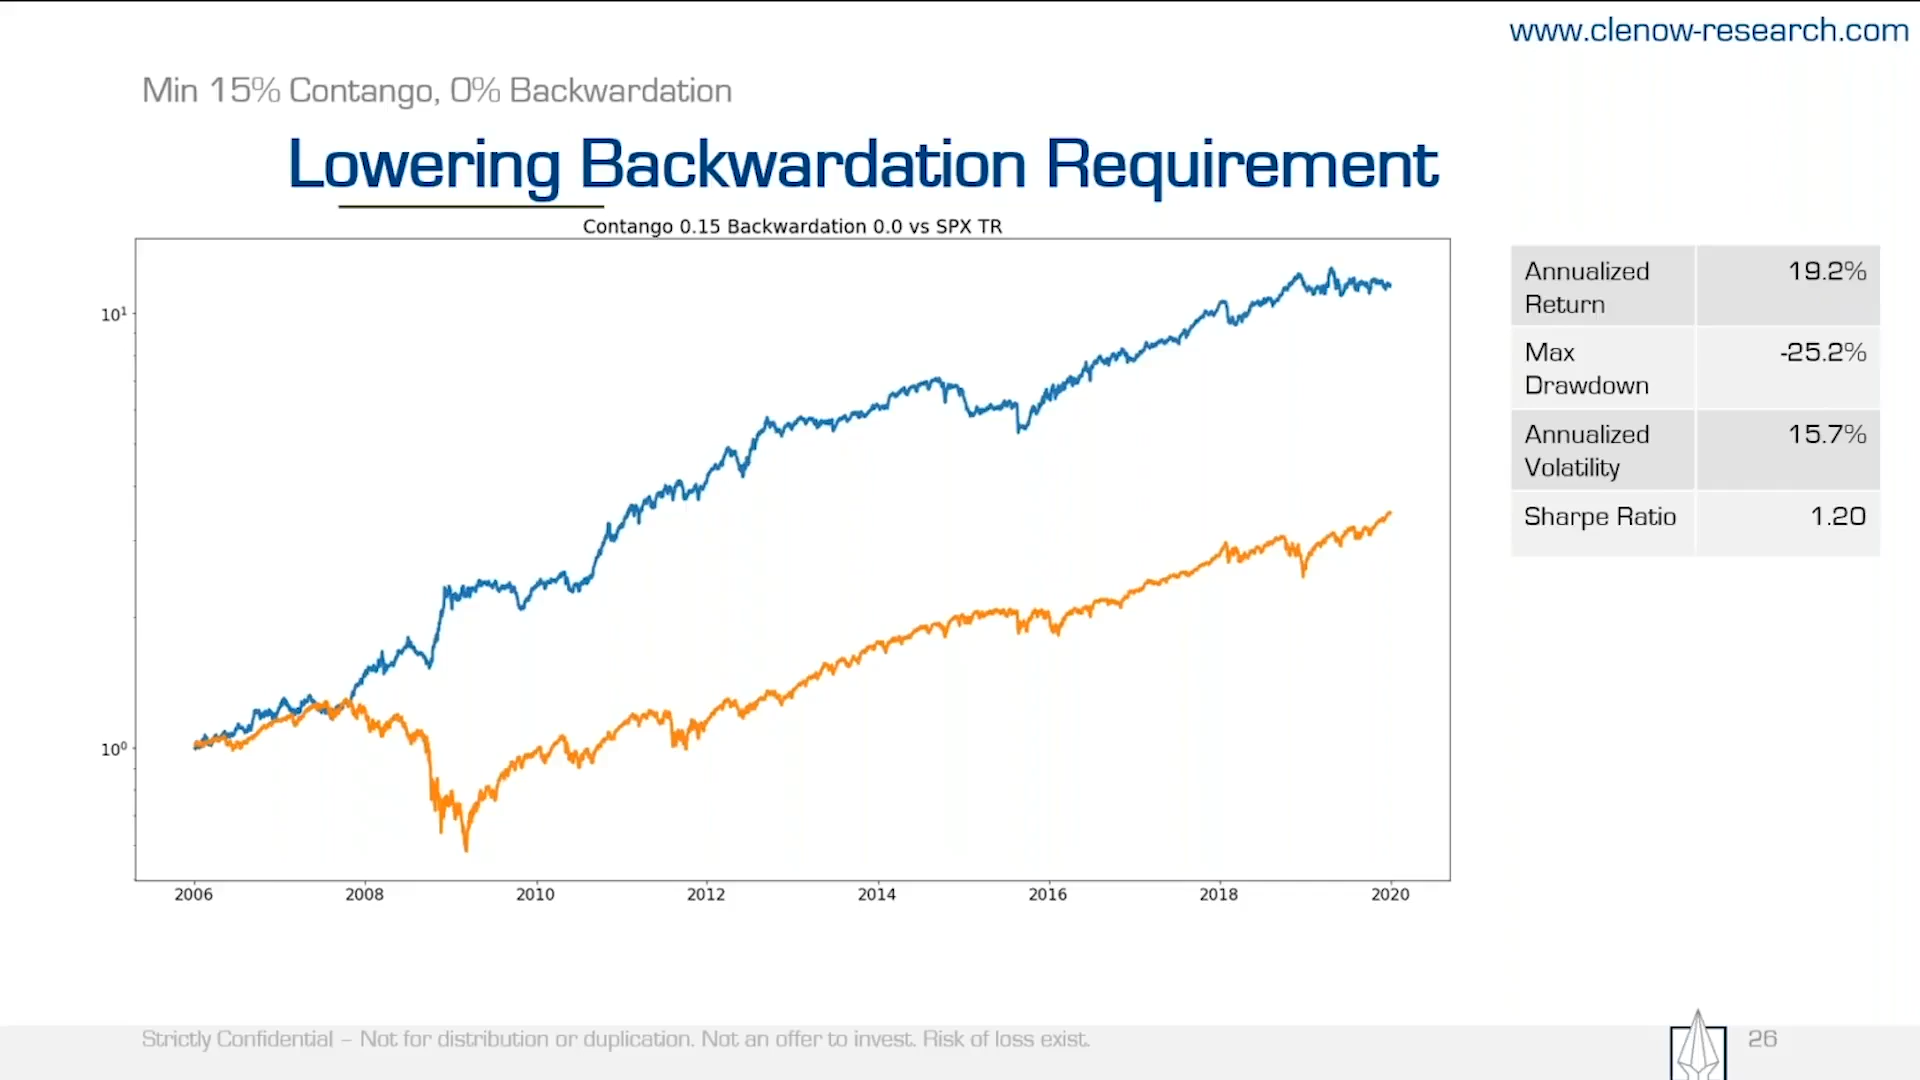 www.clenow-research.com
Min 15% Contango, 0% Backwardation
Lowering Backwardation Requirement
Contango 0.15 Backwardation 0.0 vs SPX TR
10¹
10⁰
2006 2008 2010 2012 2014 2016 2018 2020
Annualized Return 19.2%
Max Drawdown -25.2%
Annualized Volatility 15.7%
Sharpe Ratio 1.20
Strictly Confidential – Not for distribution or duplication. Not an offer to invest. Risk of loss exist.
26